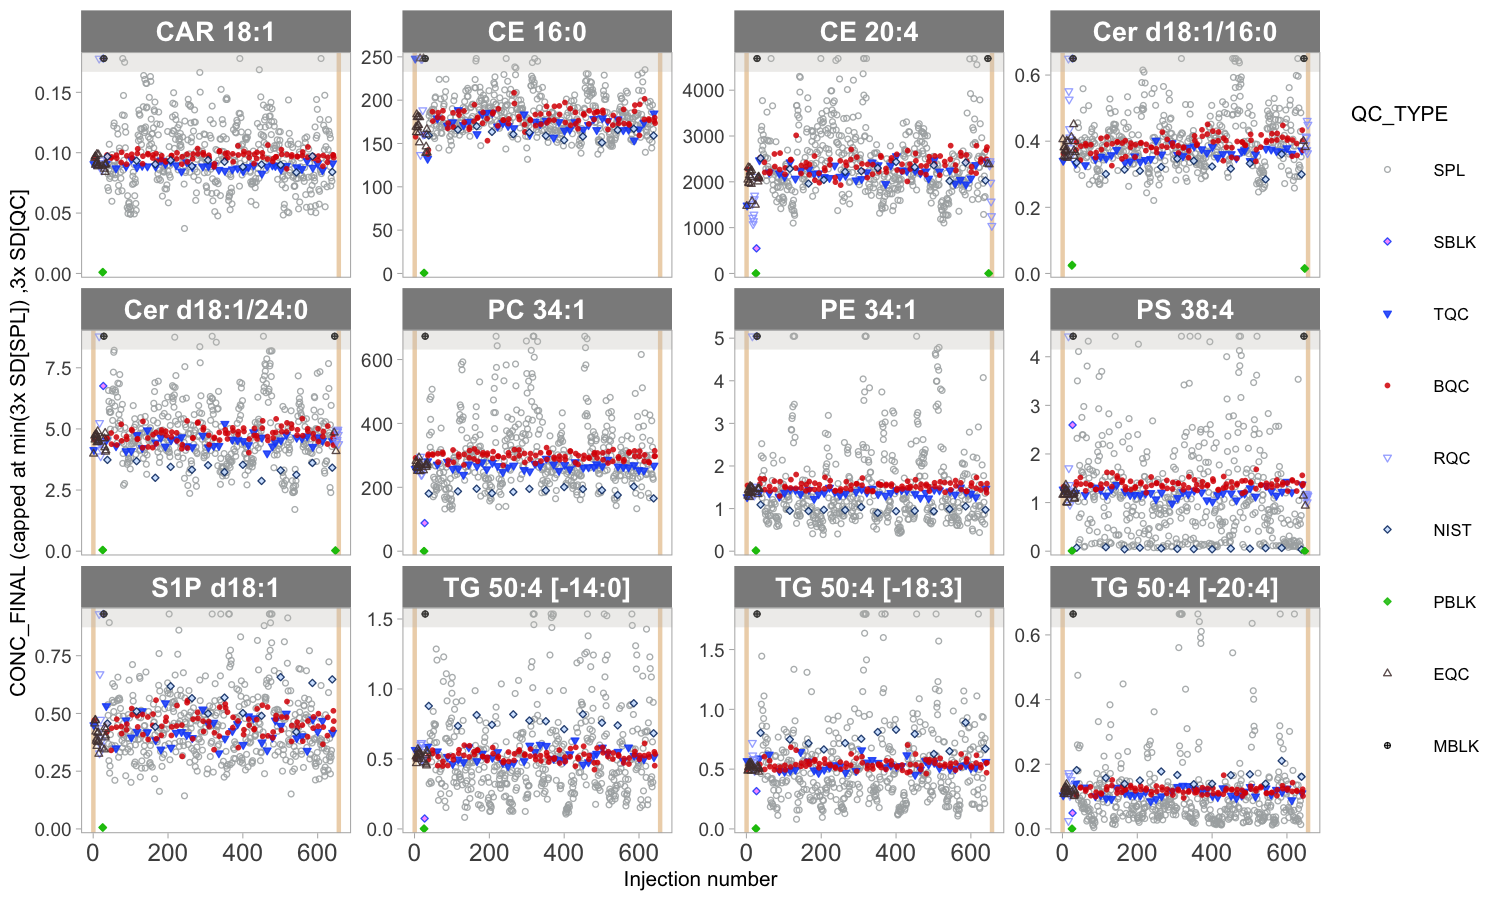 CAR 18:1
CE 16:0
CE 20:4
Cer d18:1/16:0
0.15
0.10
0.05
0.00
250
200
150
100
50
0
4000
3000
2000
1000
0
0.6
0.4
0.2
0.0
Cer d18:1/24:0
PC 34:1
PE 34:1
PS 38:4
7.5
5.0
2.5
0.0
600
400
200
0
5
4
3
2
1
0
4
3
2
1
0
S1P d18:1
TG 50:4 [-14:0]
TG 50:4 [-18:3]
TG 50:4 [-20:4]
0.75
0.50
0.25
0.00
1.5
1.0
0.5
0.0
1.5
1.0
0.5
0.0
0.6
0.4
0.2
0.0
0 200 400 600
0 200 400 600
0 200 400 600
0 200 400 600
Injection number
CONC_FINAL (capped at min(3x SD[SPL]) ,3x SD[QC]
QC_TYPE
SPL
SBLK
TQC
BQC
RQC
NIST
PBLK
EQC
MBLK